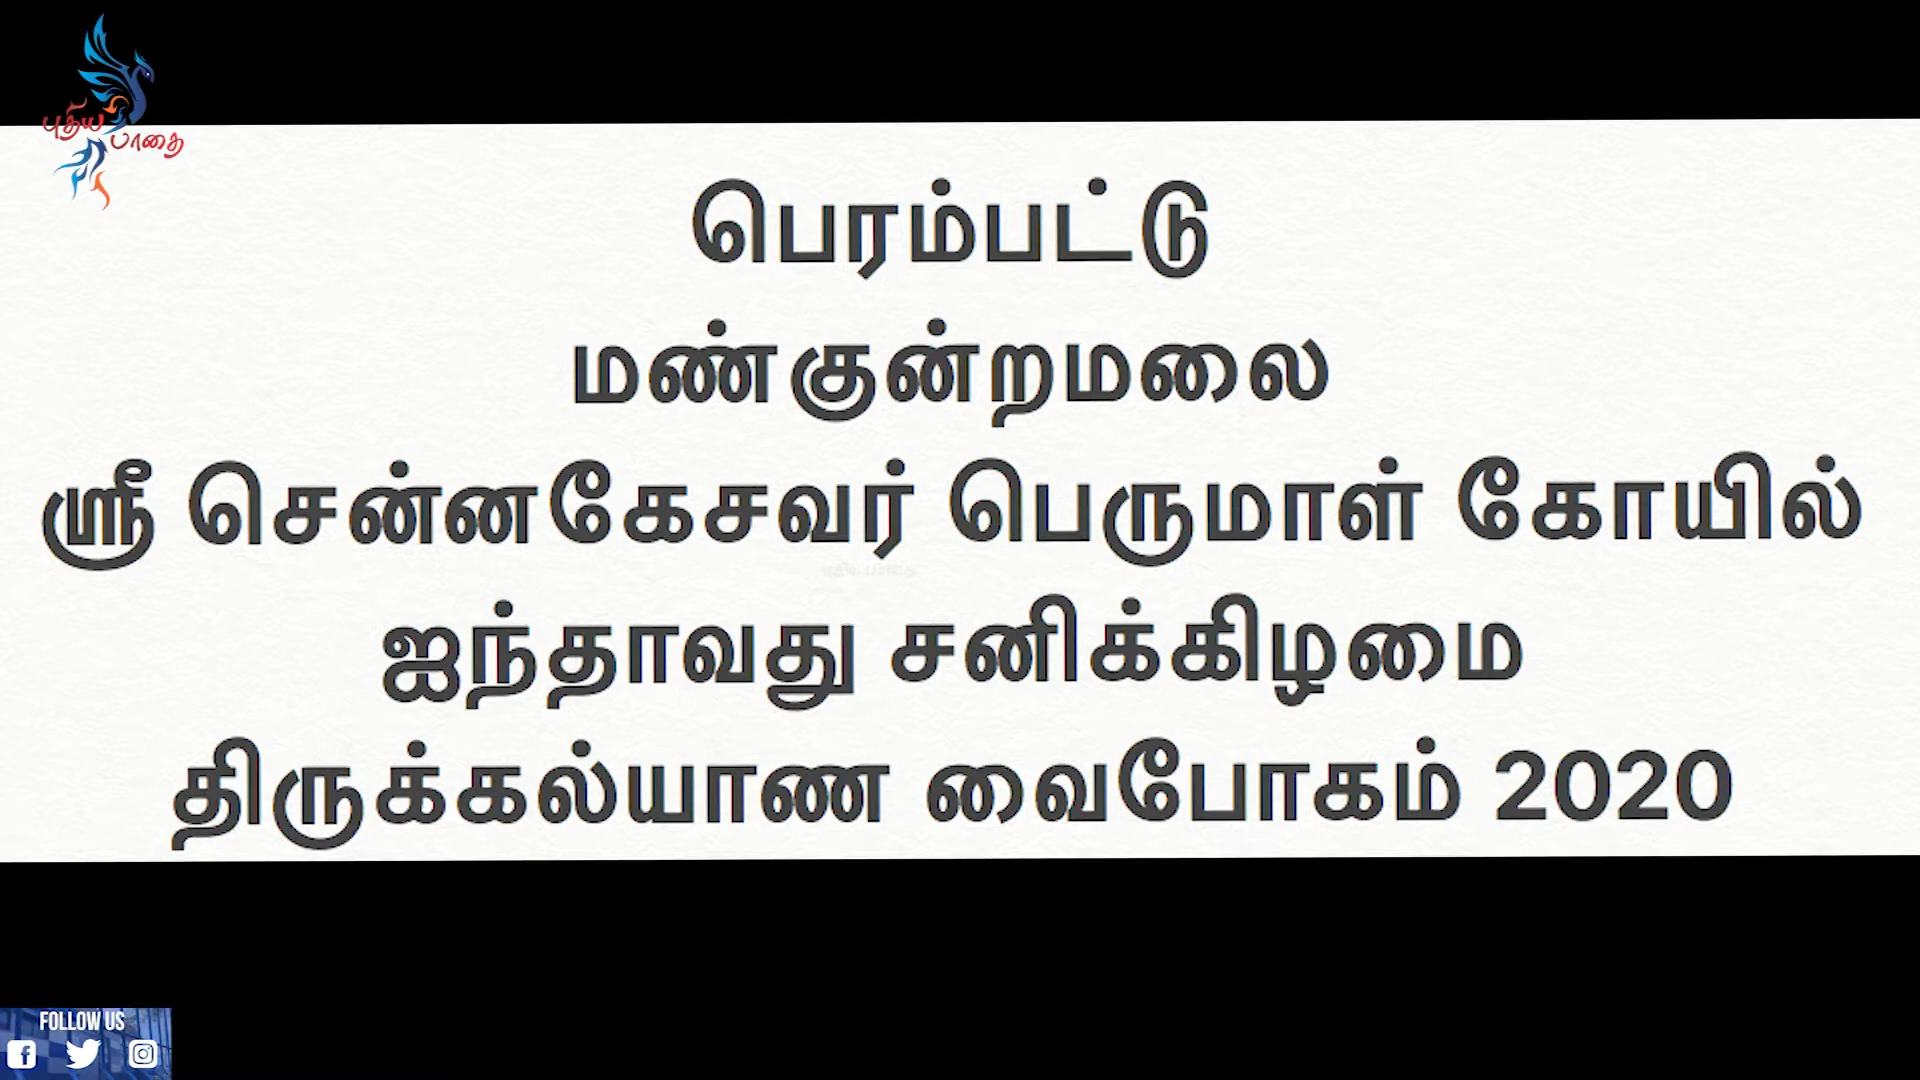 புதிய
பாதை
பெரம்பட்டு
மண்குன்றமலை
ஸ்ரீ சென்னகேசவர் பெருமாள் கோயில்
ஐந்தாவது சனிக்கிழமை
திருக்கல்யாண வைபோகம் 2020
FOLLOW US